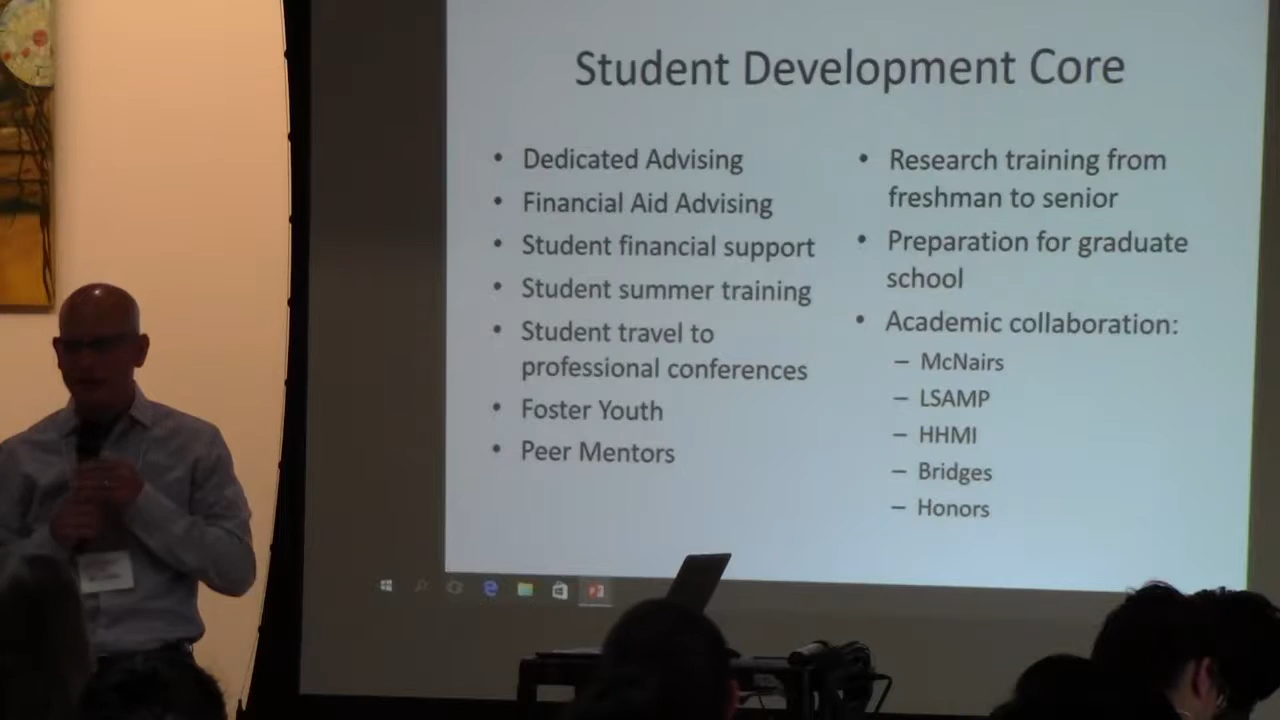 Student Development Core
• Dedicated Advising
• Financial Aid Advising
• Student financial support
• Student summer training
• Student travel to
professional conferences
• Foster Youth
• Peer Mentors
• Research training from
freshman to senior
• Preparation for graduate
school
• Academic collaboration:
– McNairs
– LSAMP
– HHMI
– Bridges
– Honors